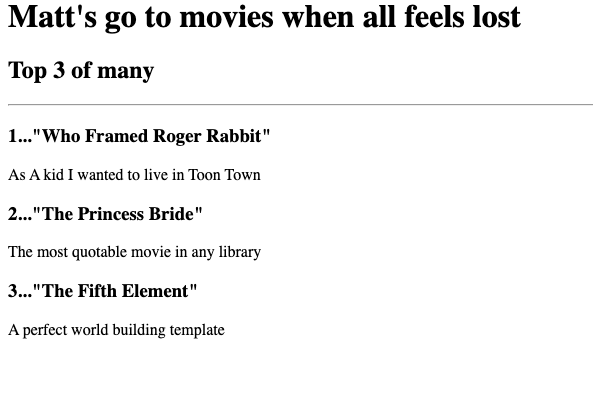 Matt's go to movies when all feels lost
Top 3 of many
1..."Who Framed Roger Rabbit"
As A kid I wanted to live in Toon Town
2..."The Princess Bride"
The most quotable movie in any library
3..."The Fifth Element"
A perfect world building template